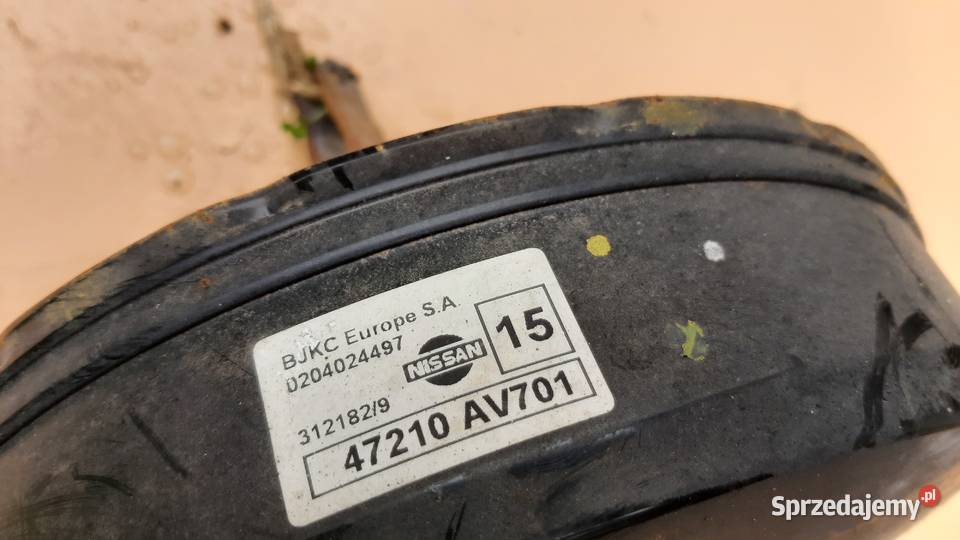 BJKC Europe S.A.
0204024497
NISSAN
15
312182/9
47210 AV701
Sprzedajemy.pl